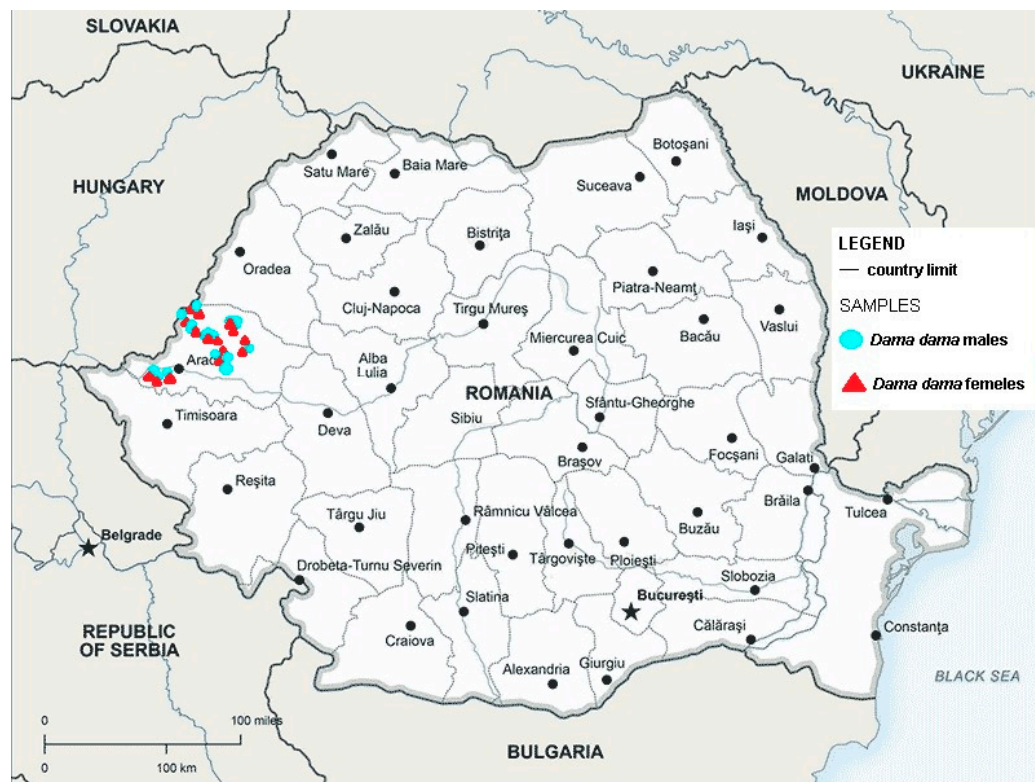 SLOVAKIA
UKRAINE
Botoşani
Baia Mare
Satu Mare
Suceava
HUNGARY
MOLDOVA
Zalău
Bistriţa
Iaşi
LEGEND
country limit
Oradea
Piatra-Neamţ
SAMPLES
Cluj-Napoca
Tirgu Mureş
Vaslui
Bacău
Miercurea Cuic
Dama dama males
Arad
Alba
Lulia
ROMANIA
Dama dama femeles
Timisoara
Deva
Sibiu
Sfântu-Gheorghe
Focşani
Galati
Braşov
Reşita
Brăila
Târgu Jiu
Râmnicu Vâlcea
Buzău
Tulcea
Belgrade
Piteşti
Târgovişte
Ploieşti
Drobeta-Turnu Severin
Slobozia
Slatina
Bucureşti
REPUBLIC
OF SERBIA
Craiova
Călăraşi
Constanţa
Alexandria
Giurgiu
BLACK SEA
0
100 miles
0
100 km
BULGARIA